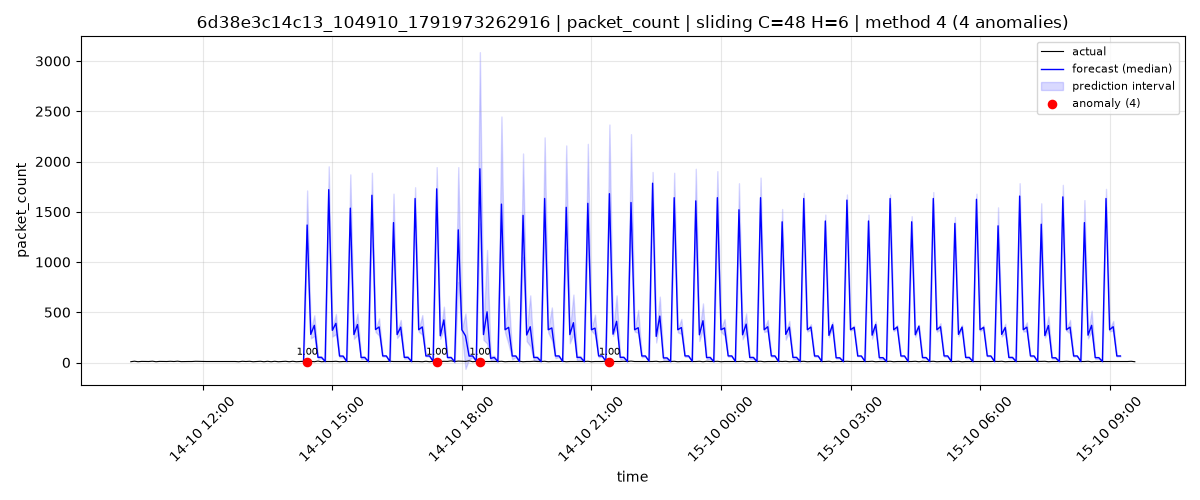 6d38e3c14c13_104910_1791973262916 | packet_count | sliding C=48 H=6 | method 4 (4 anomalies)
actual
forecast (median)
prediction interval
anomaly (4)
packet_count
3000
2500
2000
1500
1000
500
0
1.00
1.00
1.00
1.00
14-10 12:00
14-10 15:00
14-10 18:00
14-10 21:00
15-10 00:00
15-10 03:00
15-10 06:00
15-10 09:00
time